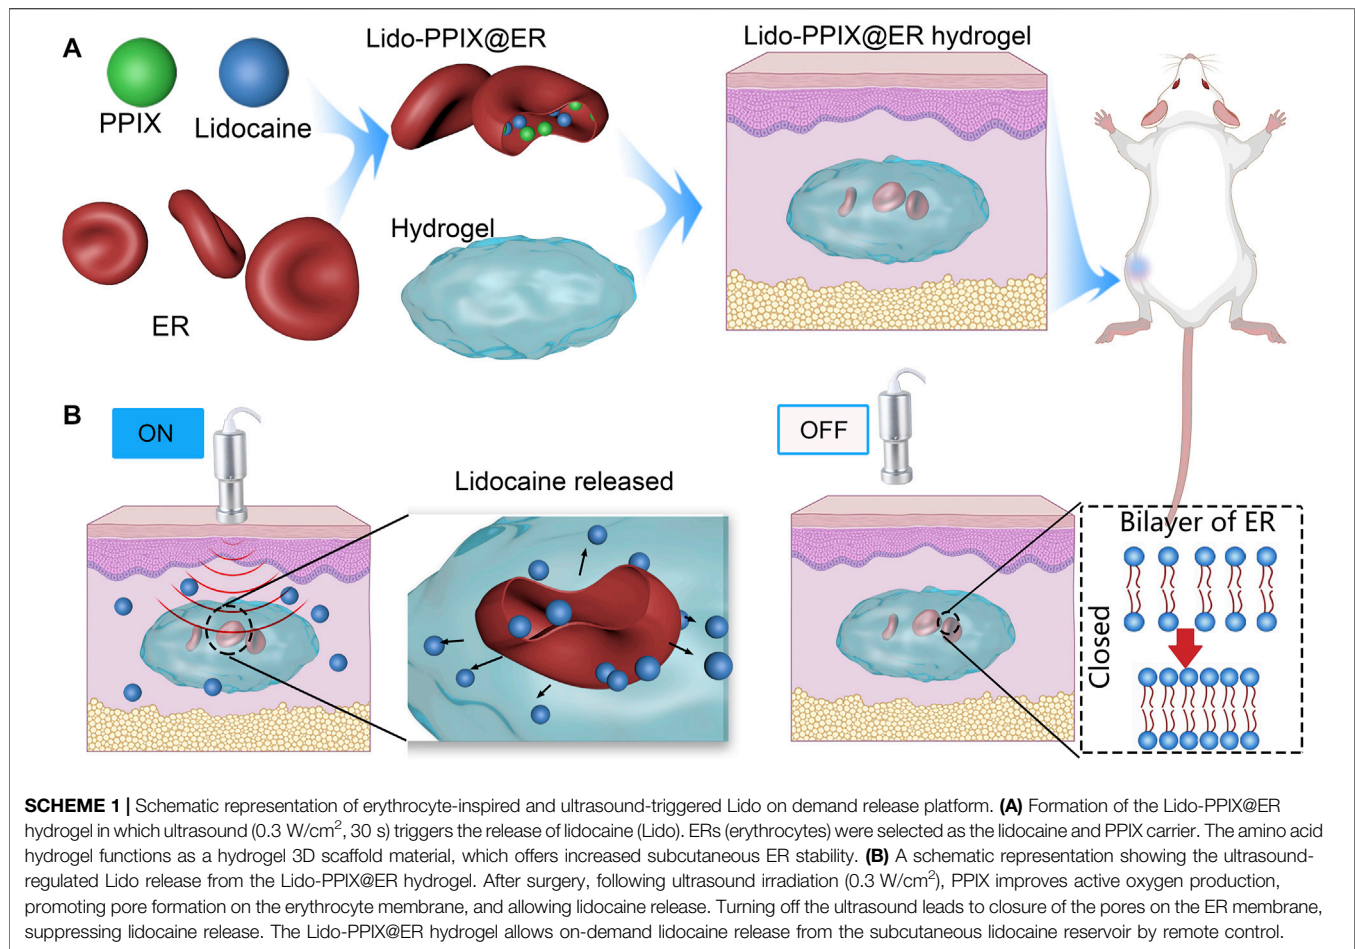 A
PPIX
Lidocaine
Lido-PPIX@ER
Lido-PPIX@ER hydrogel
Hydrogel
ER
B
ON
Lidocaine released
OFF
Bilayer of ER
Closed
SCHEME 1 | Schematic representation of erythrocyte-inspired and ultrasound-triggered Lido on demand release platform. (A) Formation of the Lido-PPIX@ER
hydrogel in which ultrasound (0.3 W/cm², 30 s) triggers the release of lidocaine (Lido). ERs (erythrocytes) were selected as the lidocaine and PPIX carrier. The amino acid
hydrogel functions as a hydrogel 3D scaffold material, which offers increased subcutaneous ER stability. (B) A schematic representation showing the ultrasound-
regulated Lido release from the Lido-PPIX@ER hydrogel. After surgery, following ultrasound irradiation (0.3 W/cm²), PPIX improves active oxygen production,
promoting pore formation on the erythrocyte membrane, and allowing lidocaine release. Turning off the ultrasound leads to closure of the pores on the ER membrane,
suppressing lidocaine release. The Lido-PPIX@ER hydrogel allows on-demand lidocaine release from the subcutaneous lidocaine reservoir by remote control.